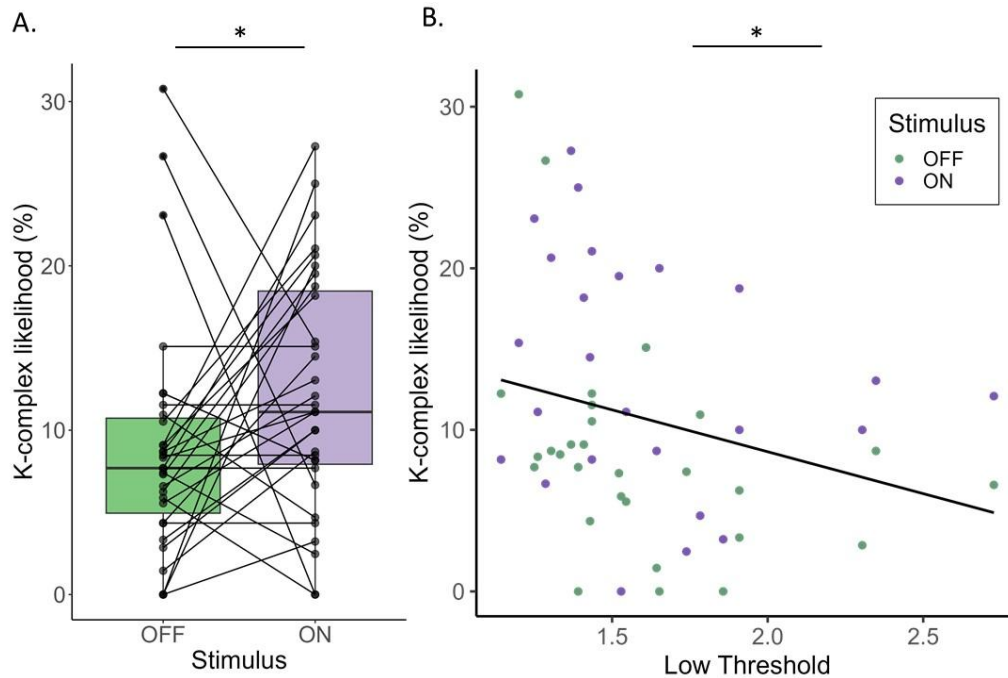 A.
*
K-complex likelihood (%)
30
20
10
0
OFF
ON
Stimulus
B.
*
K-complex likelihood (%)
30
20
10
0
Stimulus
OFF
ON
1.5
2.0
2.5
Low Threshold